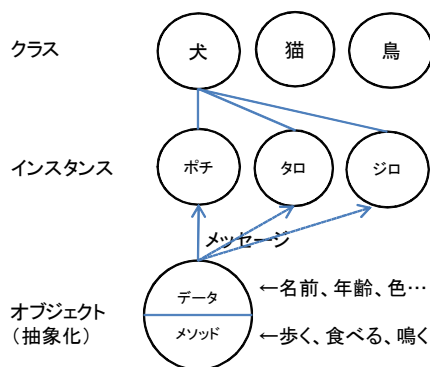 クラス 犬 猫 鳥
インスタンス ポチ タロ ジロ
メッセージ
データ ←名前、年齢、色…
オブジェクト
（抽象化）
メソッド ←歩く、食べる、鳴く